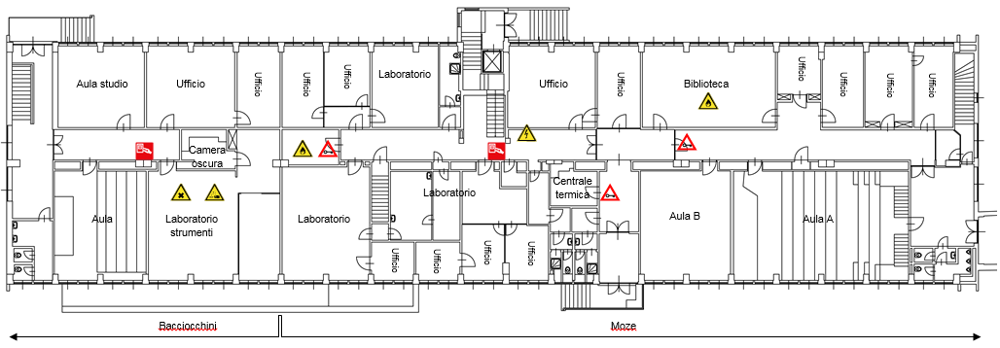 Aula studio
Ufficio
Ufficio
Ufficio
Ufficio
Laboratorio
Ufficio
Ufficio
Biblioteca
Ufficio
Ufficio
Ufficio
Ufficio
Camera
oscura
Aula
Laboratorio
strumenti
Laboratorio
Laboratorio
Centrale
termica
Aula B
Aula A
Ufficio
Ufficio
Ufficio
Ufficio
Bacciocchini
Moze